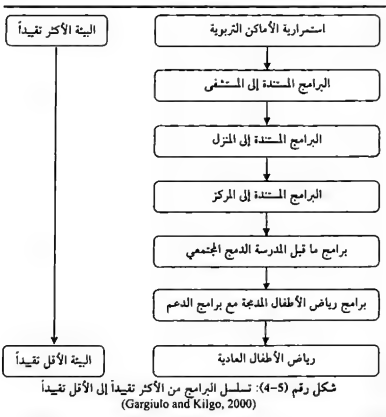 استمرارية الأماكن التربوية
البيئة الأكثر تقييداً
البرامج المستندة إلى المستشفى
البرامج المستندة إلى المنزل
البرامج المستندة إلى المركز
برامج ما قبل المدرسة الدمج المجتمعي
برامج رياض الأطفال المدمجة مع برامج الدعم
رياض الأطفال العادية
البيئة الأقل تقييداً
شكل رقم (5-4): تسلسل البرامج من الأكثر تقييداً إلى الأقل تقييداً
(Gargiulo and Kilgo, 2000)